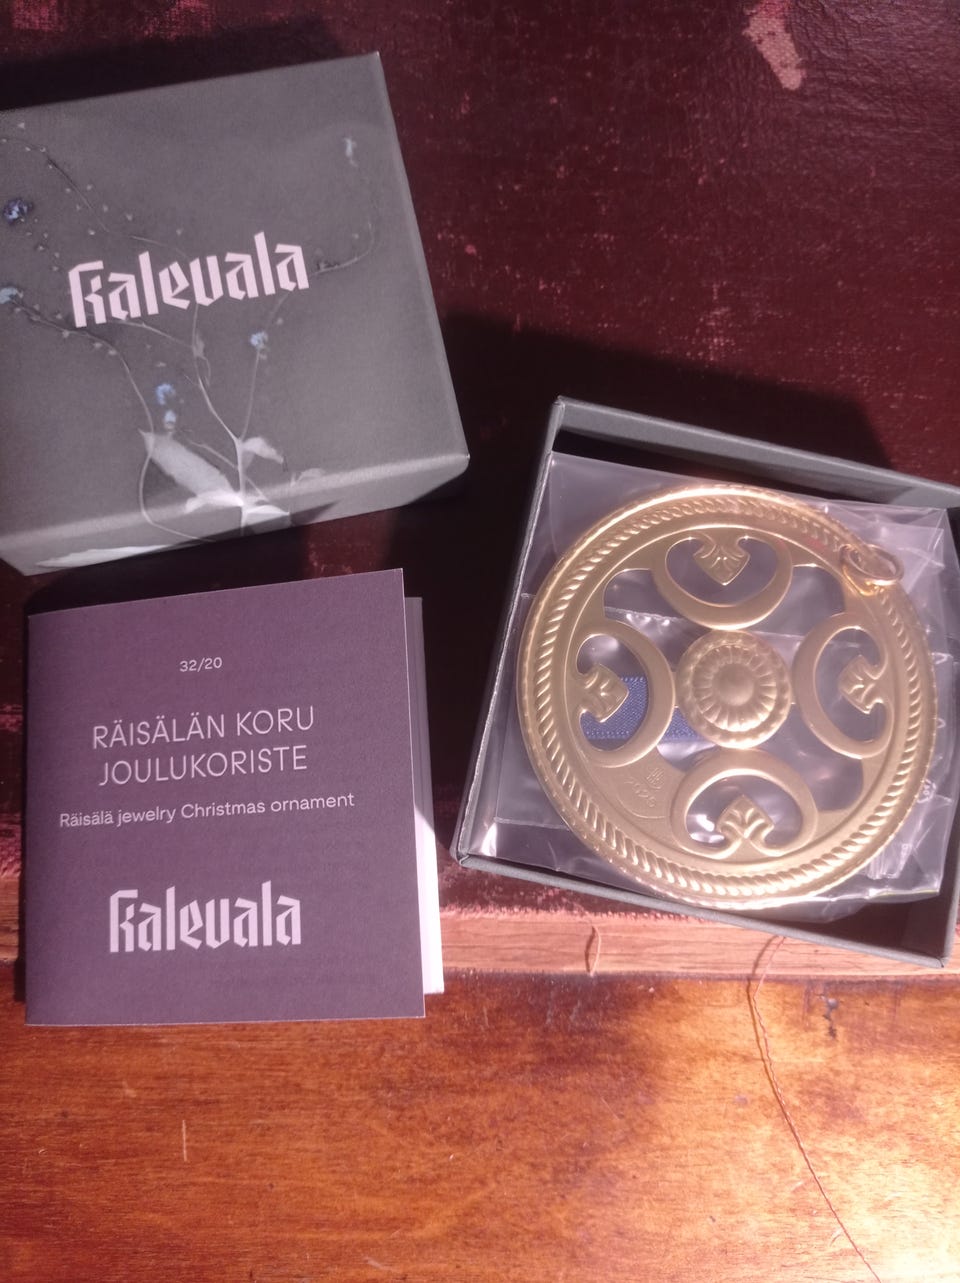 kalevala
32/20
RÄISÄLÄN KORU
JOULUKORISTE
Räisälä jewelry Christmas ornament
kalevala